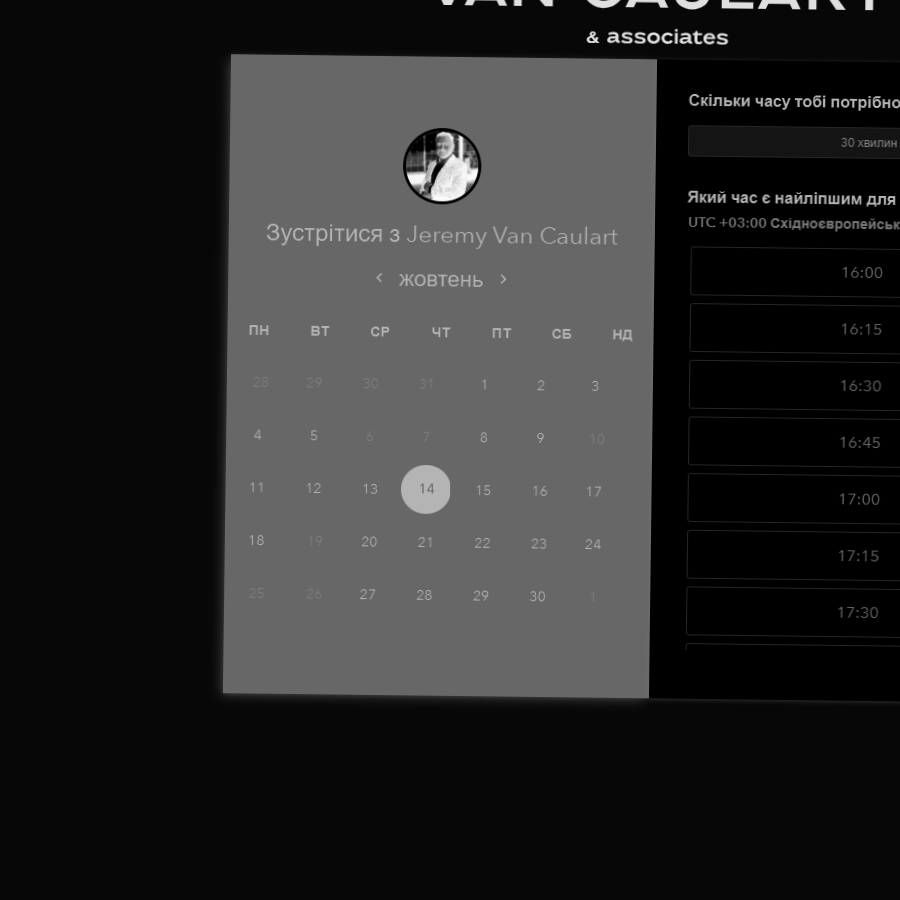 VAN CAULART
& associates
Зустрітися з Jeremy Van Caulart
жовтень
ПН ВТ СР ЧТ ПТ СБ НД
28 29 30 31 1 2 3
4 5 6 7 8 9 10
11 12 13 14 15 16 17
18 19 20 21 22 23 24
25 26 27 28 29 30 1
Скільки часу тобі потрібно
30 хвилин
Який час є найліпшим для
UTC +03:00 Східноєвропейськ
16:00
16:15
16:30
16:45
17:00
17:15
17:30